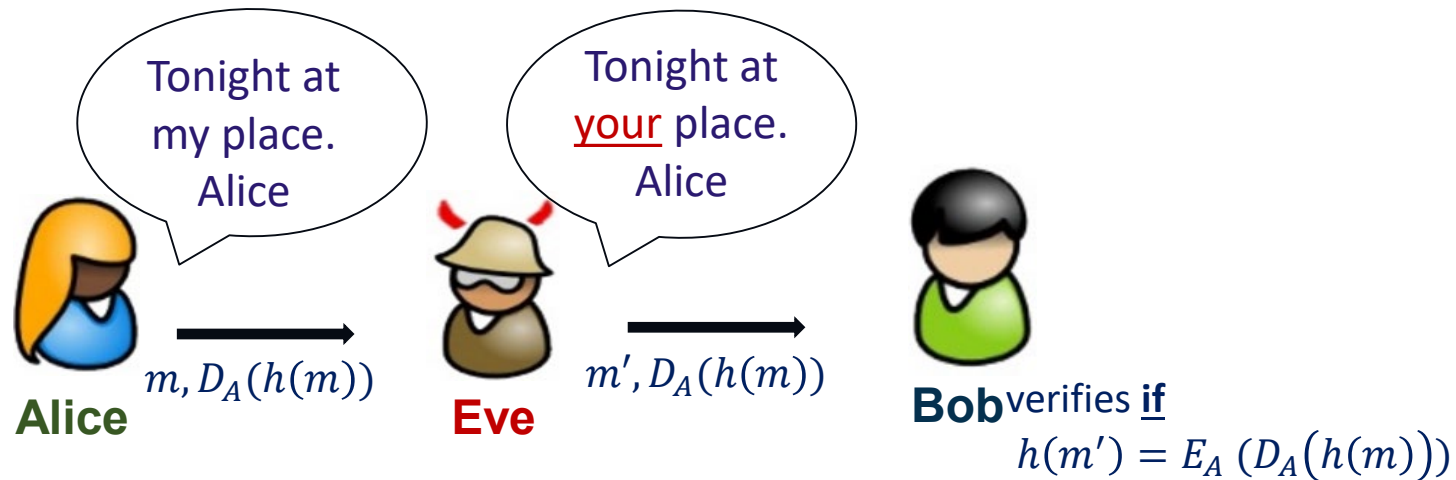 Tonight at
my place.
Alice
Tonight at
your place.
Alice
m, D_A(h(m))
m′, D_A(h(m))
Alice
Eve
Bob verifies if
h(m′) = E_A (D_A(h(m)))